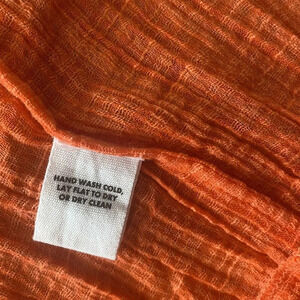 HAND WASH COLD,
LAY FLAT TO DRY
OR DRY CLEAN